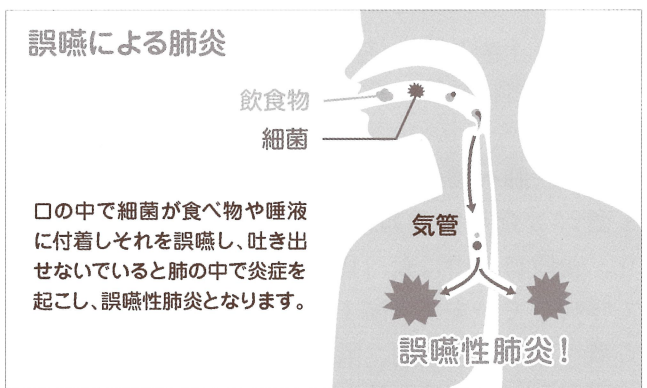 誤嚥による肺炎
飲食物
細菌
口の中で細菌が食べ物や唾液
に付着しそれを誤嚥し、吐き出
せないでいると肺の中で炎症を
起こし、誤嚥性肺炎となります。
気管
誤嚥性肺炎！